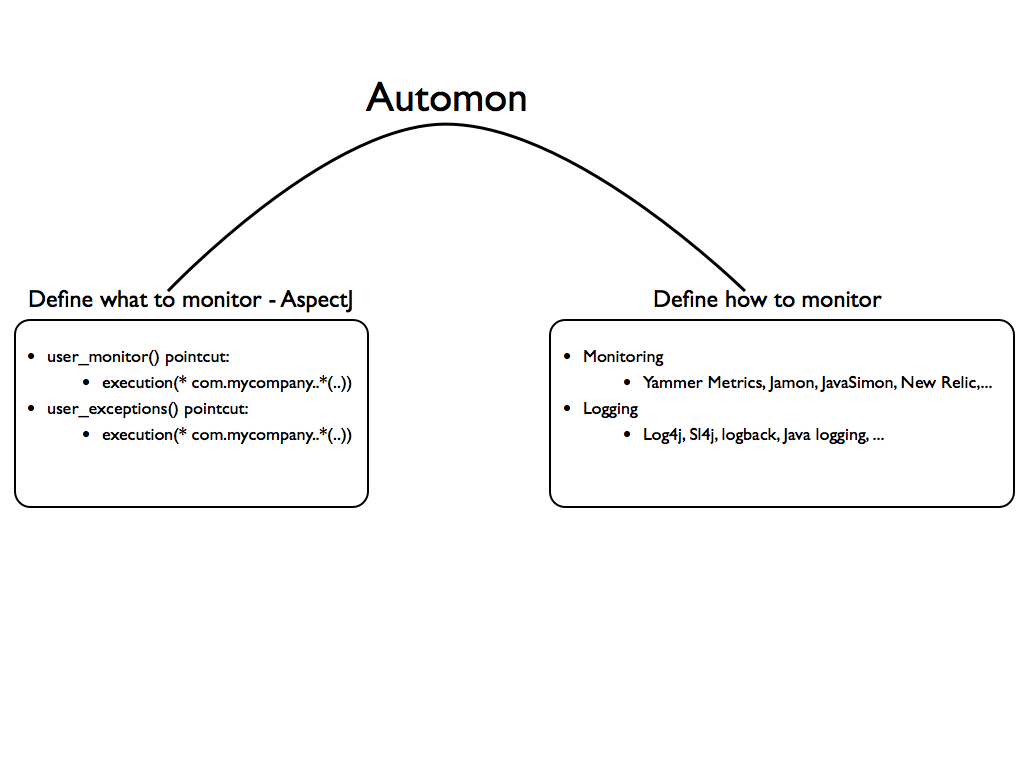 Automon
Define what to monitor - AspectJ
• user_monitor() pointcut:
• execution(* com.mycompany..*(..))
• user_exceptions() pointcut:
• execution(* com.mycompany..*(..))
Define how to monitor
• Monitoring
• Yammer Metrics, Jamon, JavaSimon, New Relic,...
• Logging
• Log4j, Sl4j, logback, Java logging, ...